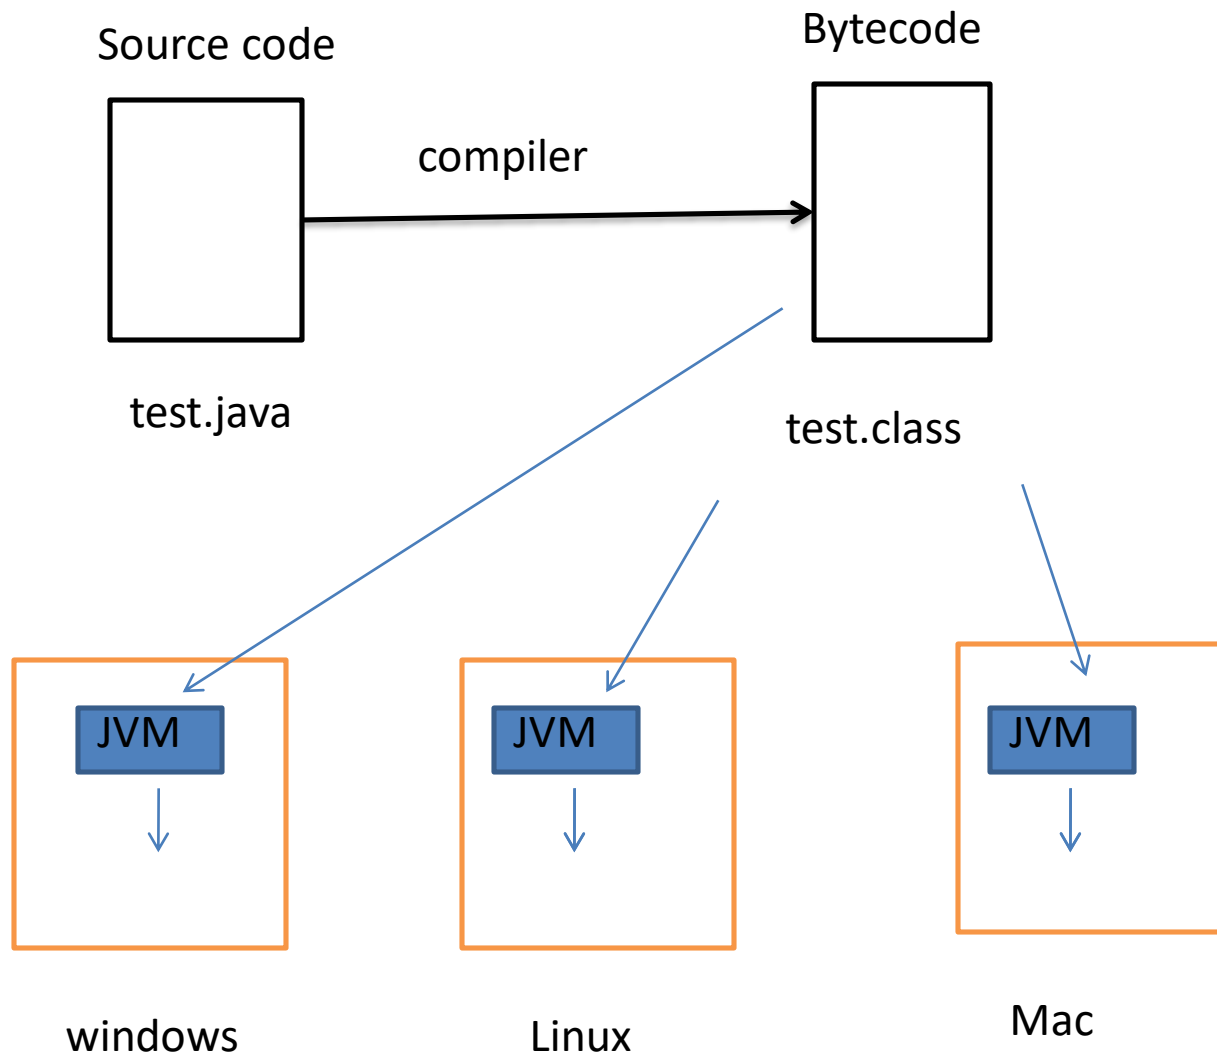 Source code
Bytecode
compiler
test.java
test.class
JVM
JVM
JVM
windows
Linux
Mac